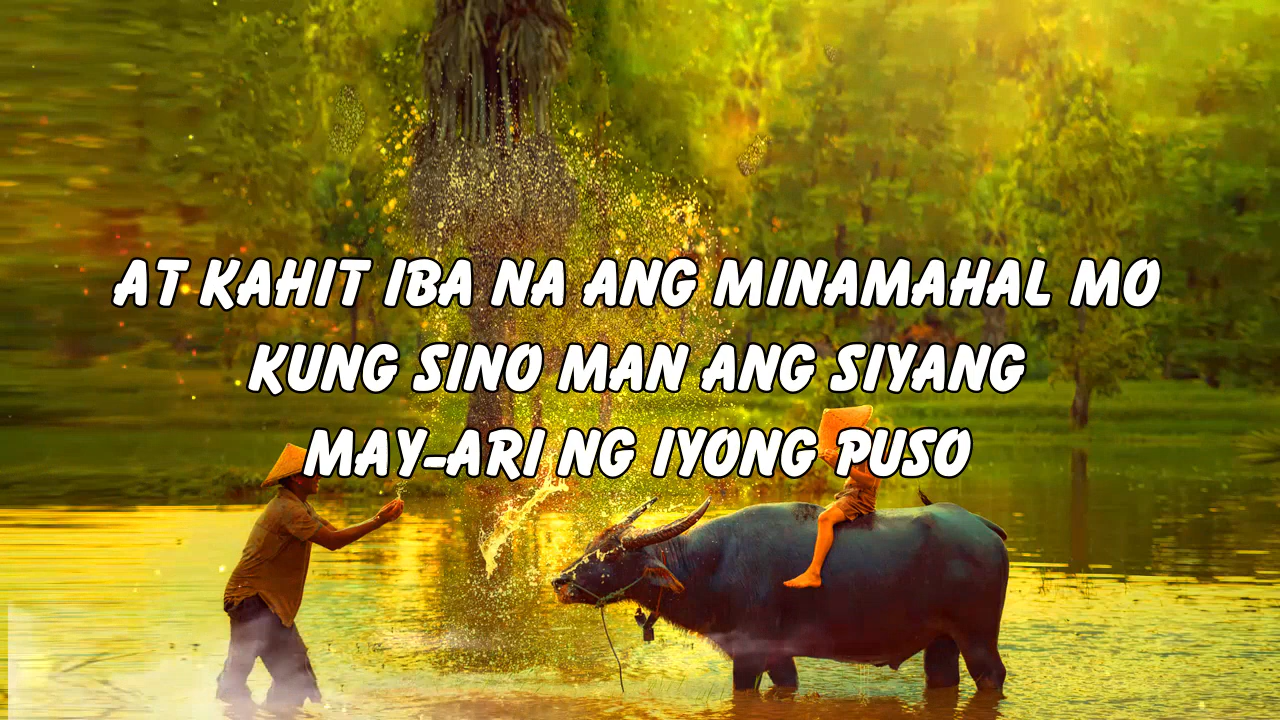 AT KAHIT IBA NA ANG MINAMAHAL MO
KUNG SINO MAN ANG SIYANG
MAY-ARI NG IYONG PUSO